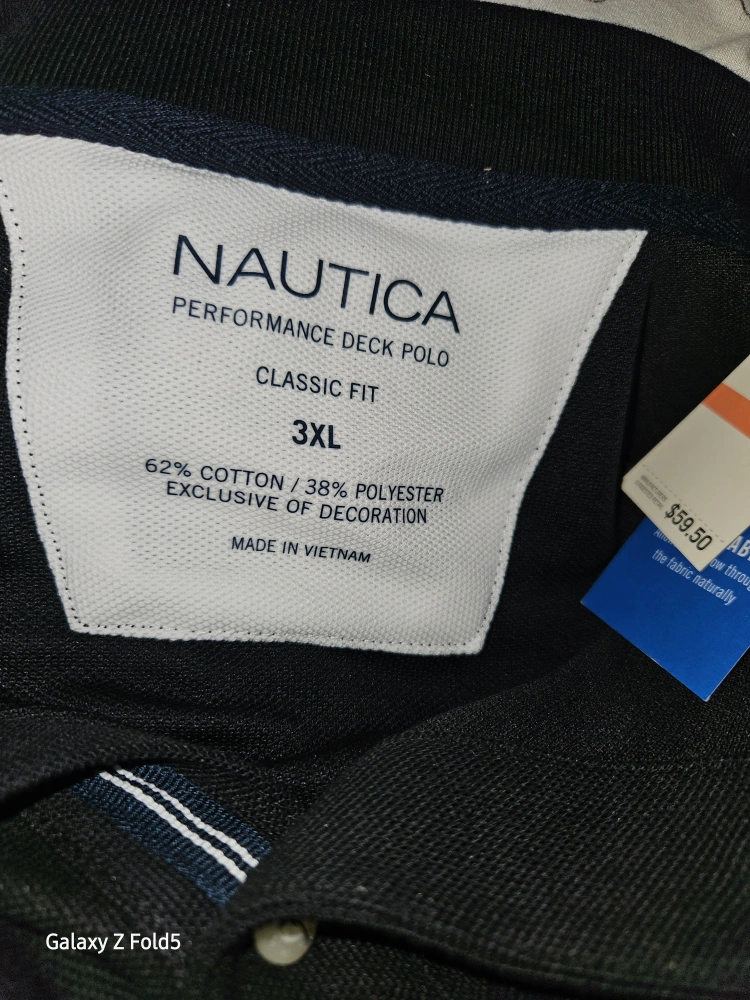 NAUTICA
PERFORMANCE DECK POLO
CLASSIC FIT
3XL
62% COTTON / 38% POLYESTER
EXCLUSIVE OF DECORATION
MADE IN VIETNAM
$59.50
the fabric naturally
Galaxy Z Fold5